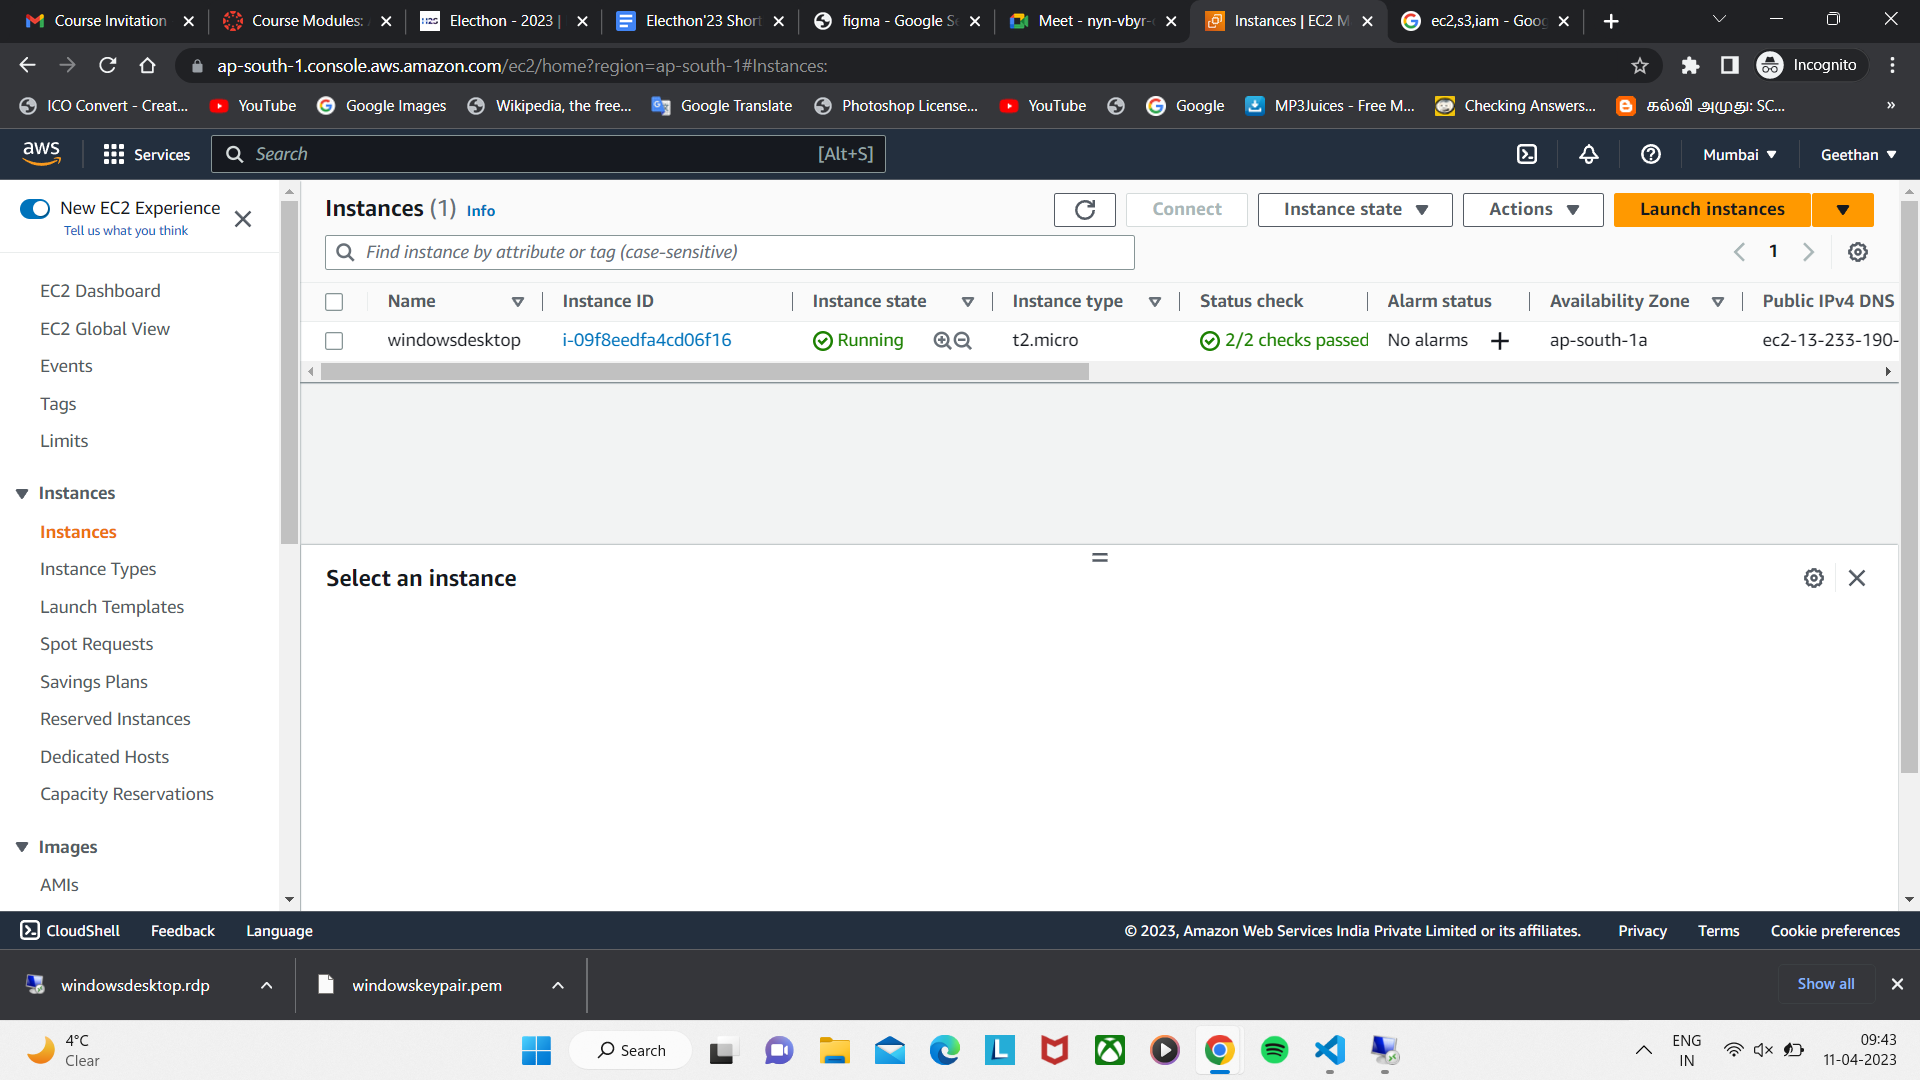 Course Invitation
Course Modules:
Electhon - 2023 |
Electhon'23 Short
figma - Google Se
Meet - nyn-vbyr-
Instances | EC2 M
ec2,s3,iam - Goog
ap-south-1.console.aws.amazon.com/ec2/home?region=ap-south-1#Instances:
Incognito
ICO Convert - Creat...
YouTube
Google Images
Wikipedia, the free...
Google Translate
Photoshop License...
YouTube
Google
MP3Juices - Free M...
Checking Answers...
கல்வி அமுது: SC...
»
aws
Services
Search
[Alt+S]
Mumbai
Geethan
New EC2 Experience
Tell us what you think
EC2 Dashboard
EC2 Global View
Events
Tags
Limits
Instances
Instances
Instance Types
Launch Templates
Spot Requests
Savings Plans
Reserved Instances
Dedicated Hosts
Capacity Reservations
Images
AMIs
Instances (1) Info
Connect
Instance state
Actions
Launch instances
Find instance by attribute or tag (case-sensitive)
1
Name
Instance ID
Instance state
Instance type
Status check
Alarm status
Availability Zone
Public IPv4 DNS
windowsdesktop
i-09f8eedfa4cd06f16
Running
t2.micro
2/2 checks passed
No alarms
ap-south-1a
ec2-13-233-190-
Select an instance
CloudShell
Feedback
Language
© 2023, Amazon Web Services India Private Limited or its affiliates.
Privacy
Terms
Cookie preferences
windowsdesktop.rdp
windowskeypair.pem
Show all
4°C
Clear
Search
ENG
IN
09:43
11-04-2023